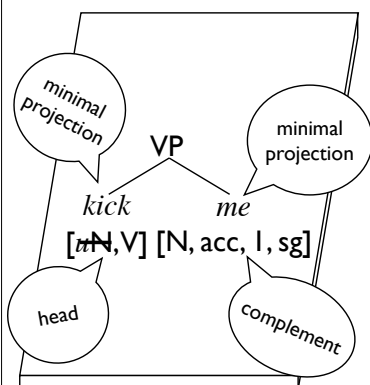 minimal
projection
minimal
projection
VP
kick me
[uN, V] [N, acc, 1, sg]
head
complement